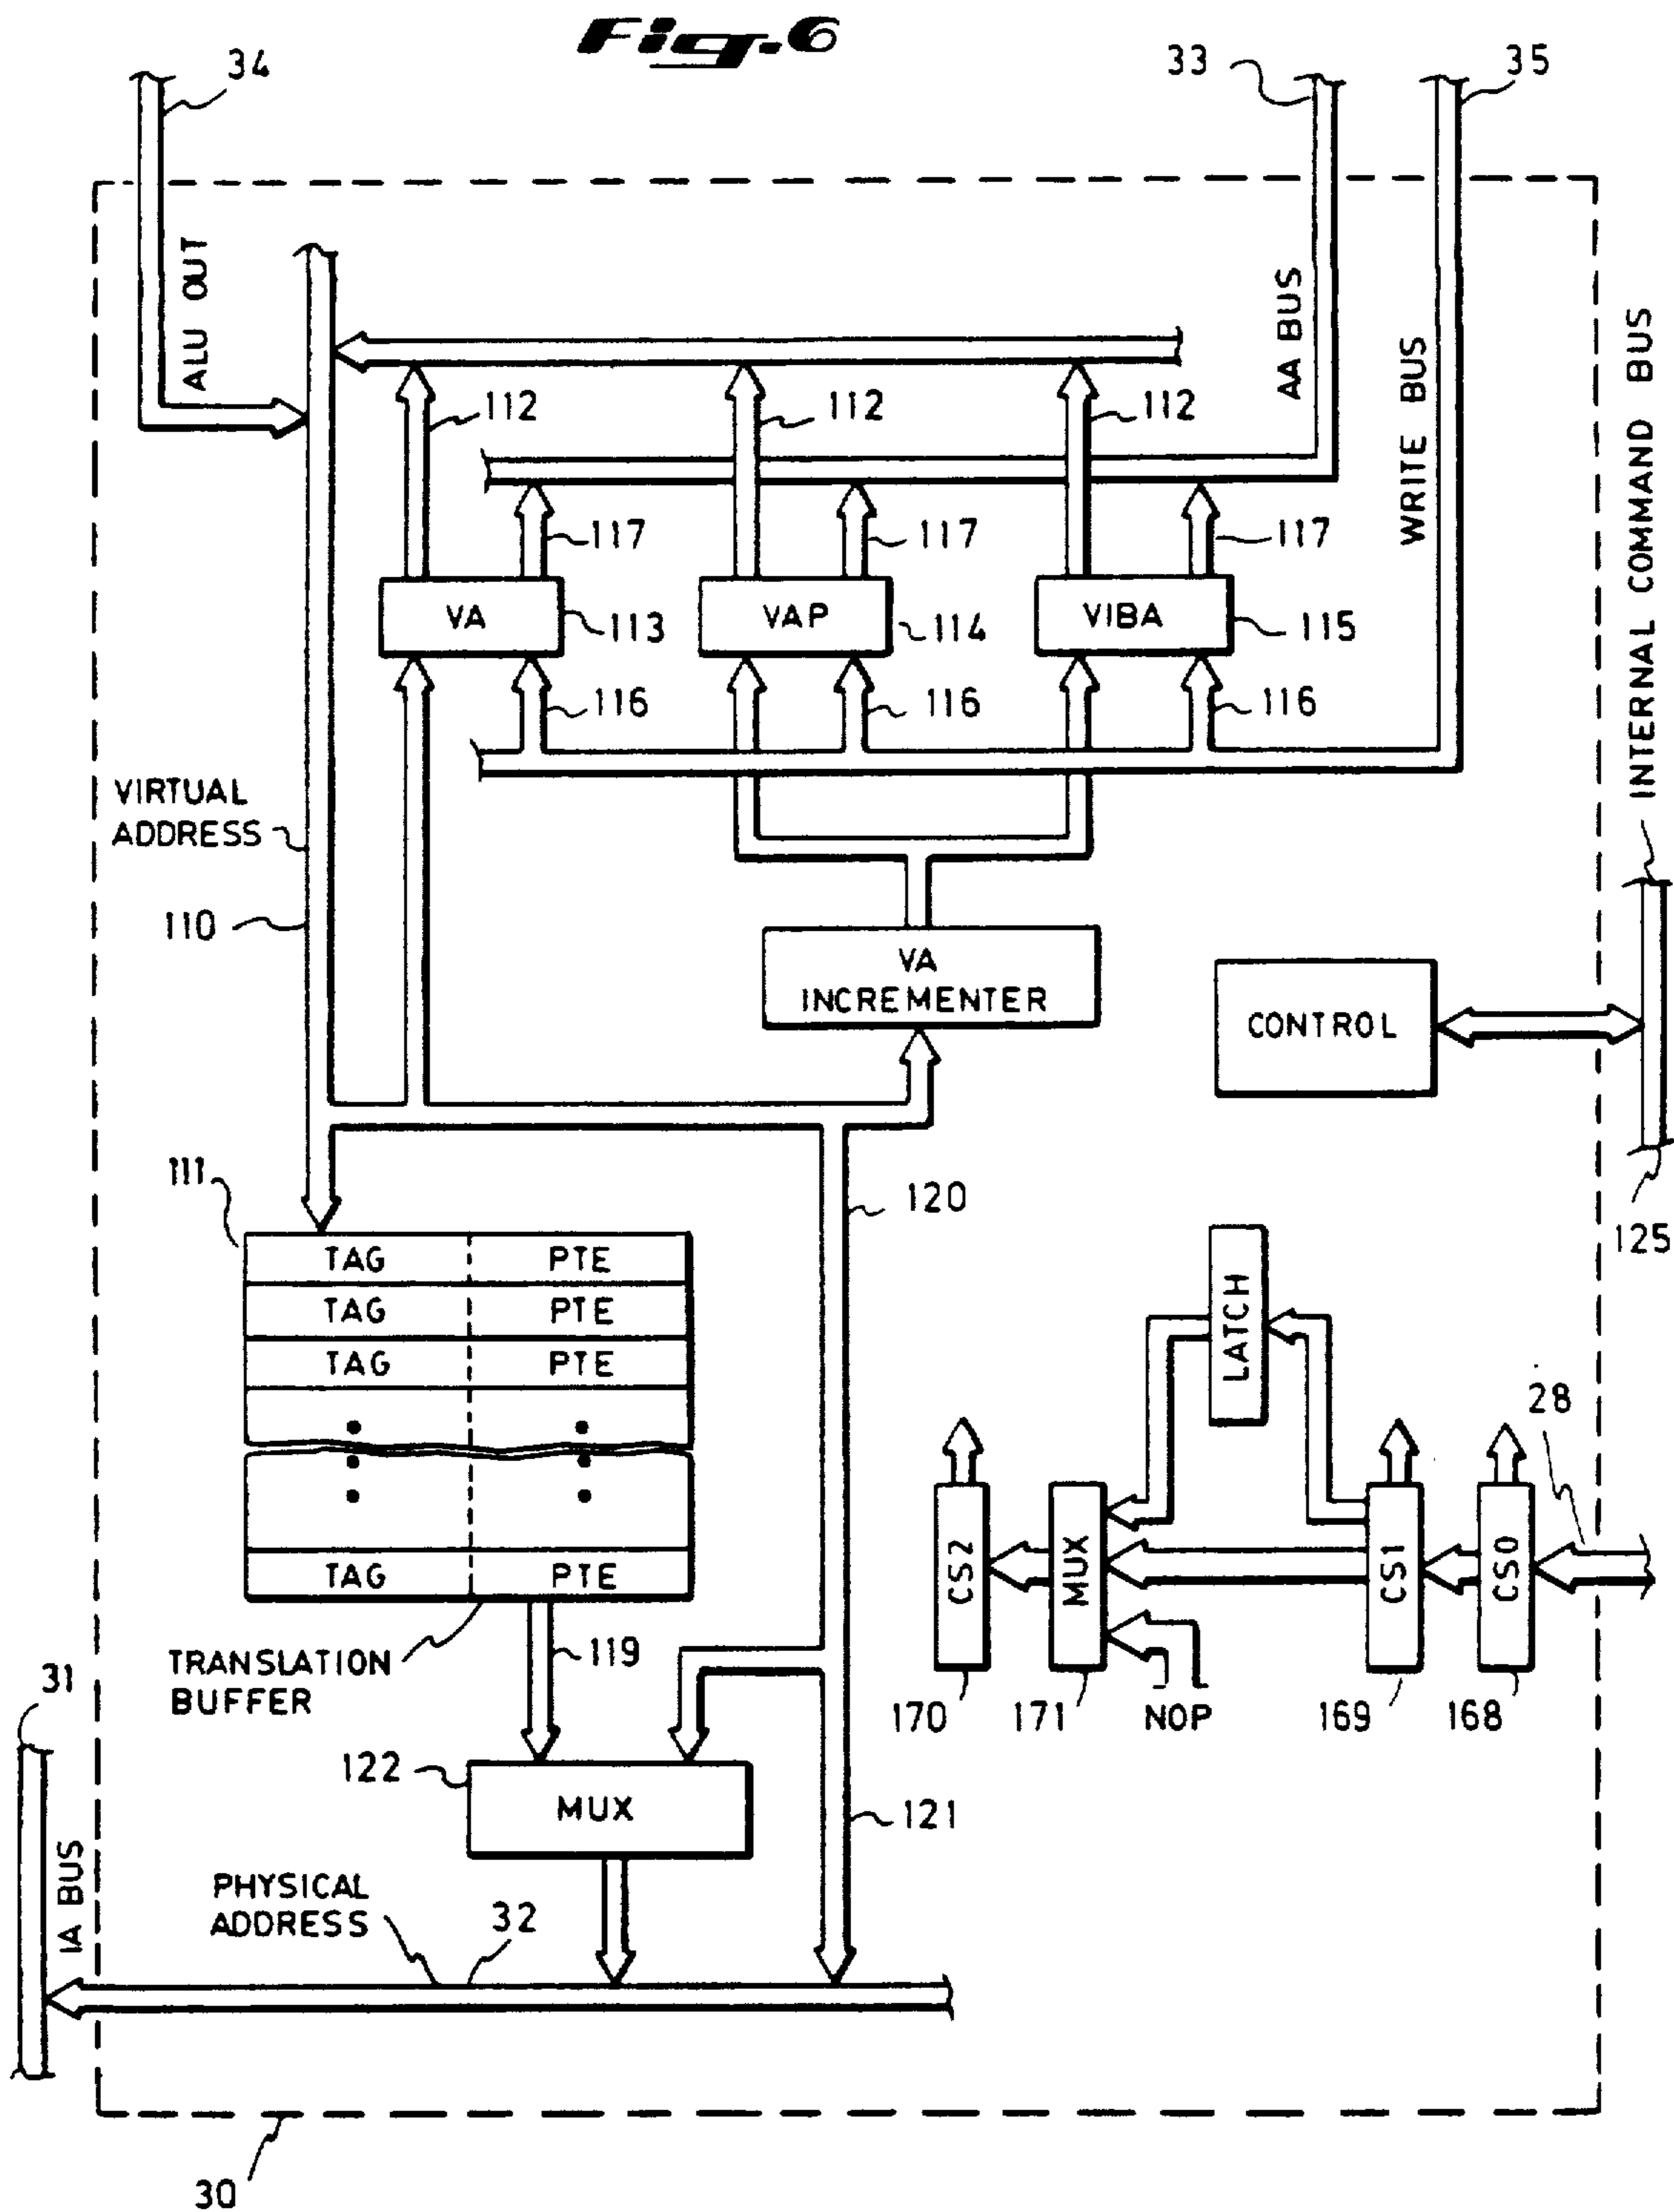 Fig.6
34
33
35
ALU OUT
AA BUS
WRITE BUS
INTERNAL COMMAND BUS
112
112
112
117
117
117
VA
113
VAP
114
VIBA
115
116
116
116
VIRTUAL
ADDRESS
110
VA
INCREMENTER
CONTROL
125
111
120
TAG PTE
TAG PTE
TAG PTE
TAG PTE
TRANSLATION
BUFFER
119
LATCH
28
CS2
MUX
CS1
CS0
170
171
NOP
169
168
31
122
MUX
121
IA BUS
PHYSICAL
ADDRESS
32
30